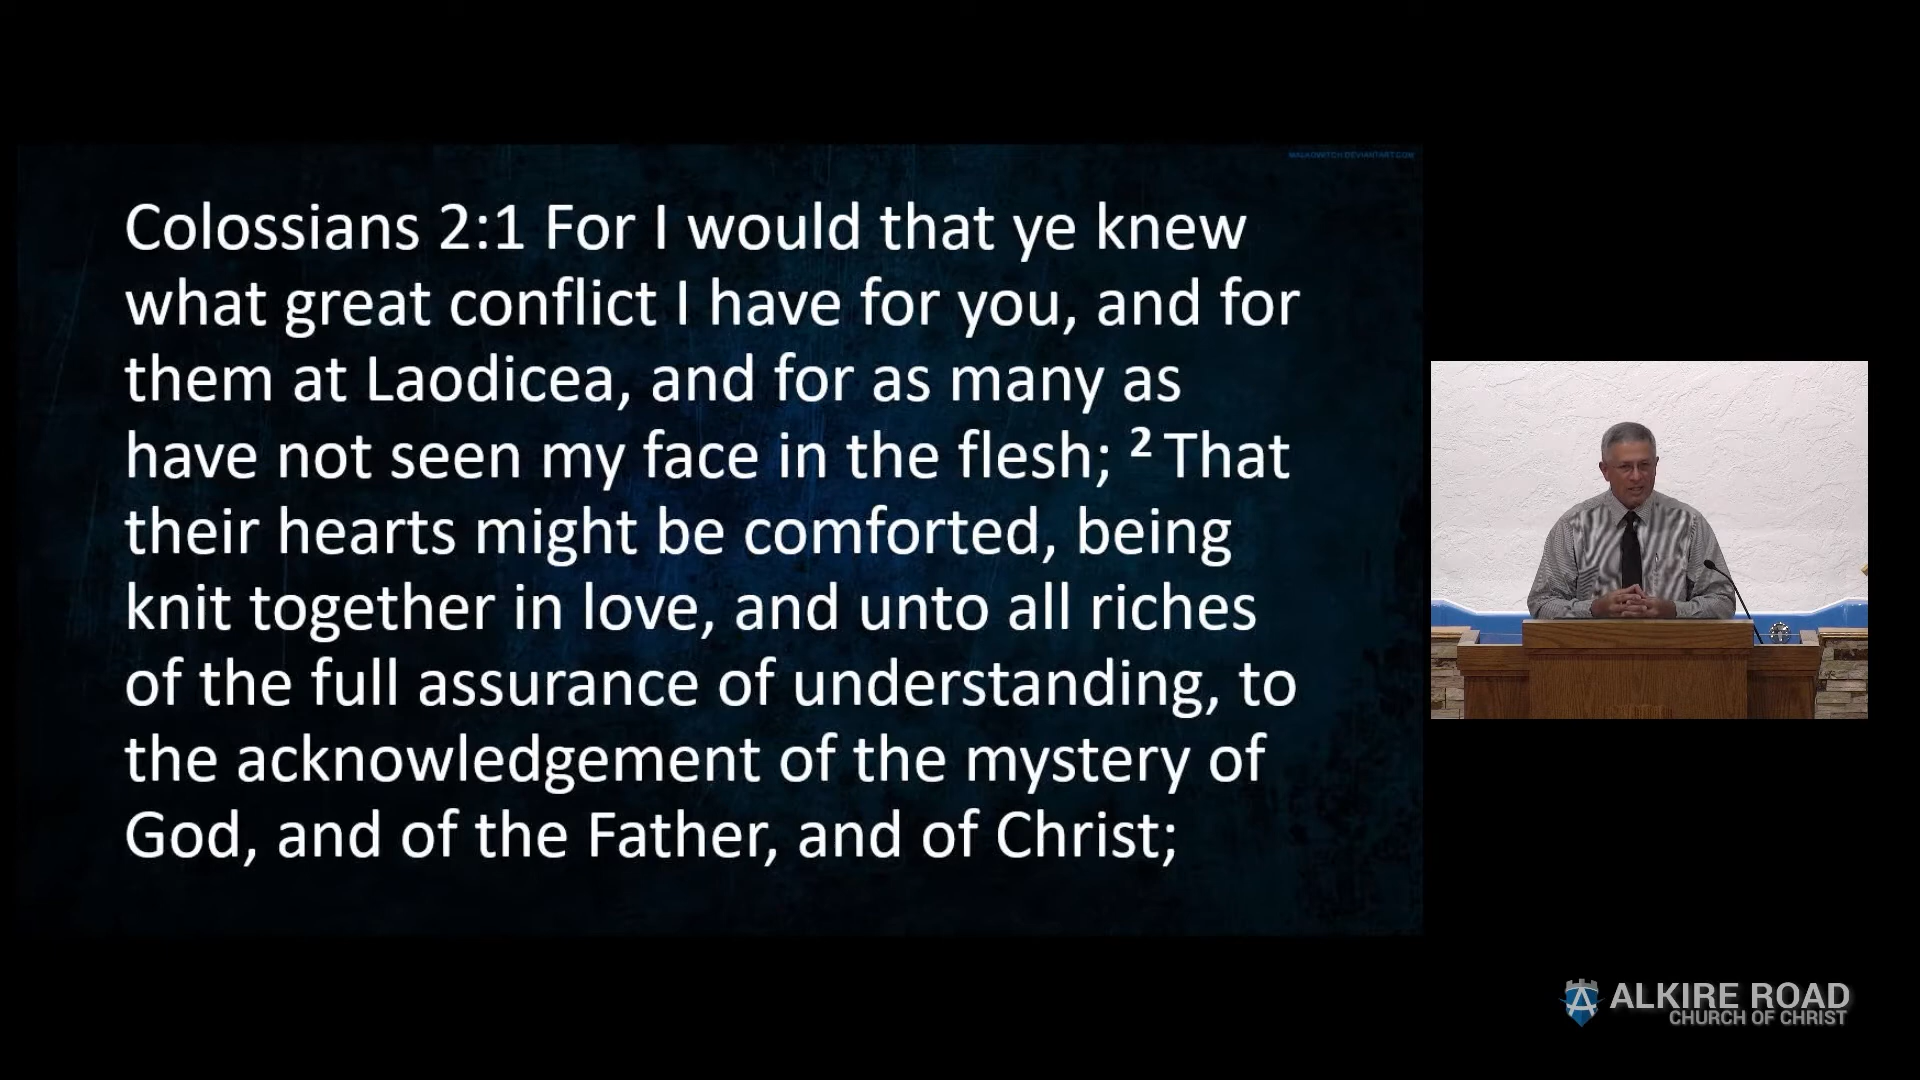 WALKOWITCH.DEVIANTART.COM
Colossians 2:1 For I would that ye knew
what great conflict I have for you, and for
them at Laodicea, and for as many as
have not seen my face in the flesh; ² That
their hearts might be comforted, being
knit together in love, and unto all riches
of the full assurance of understanding, to
the acknowledgement of the mystery of
God, and of the Father, and of Christ;
ALKIRE ROAD
CHURCH OF CHRIST